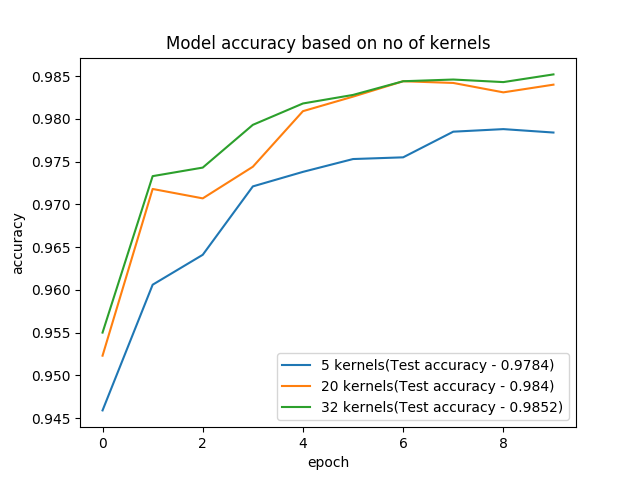 Model accuracy based on no of kernels
accuracy
0.985
0.980
0.975
0.970
0.965
0.960
0.955
0.950
0.945
5 kernels(Test accuracy - 0.9784)
20 kernels(Test accuracy - 0.984)
32 kernels(Test accuracy - 0.9852)
0 2 4 6 8
epoch